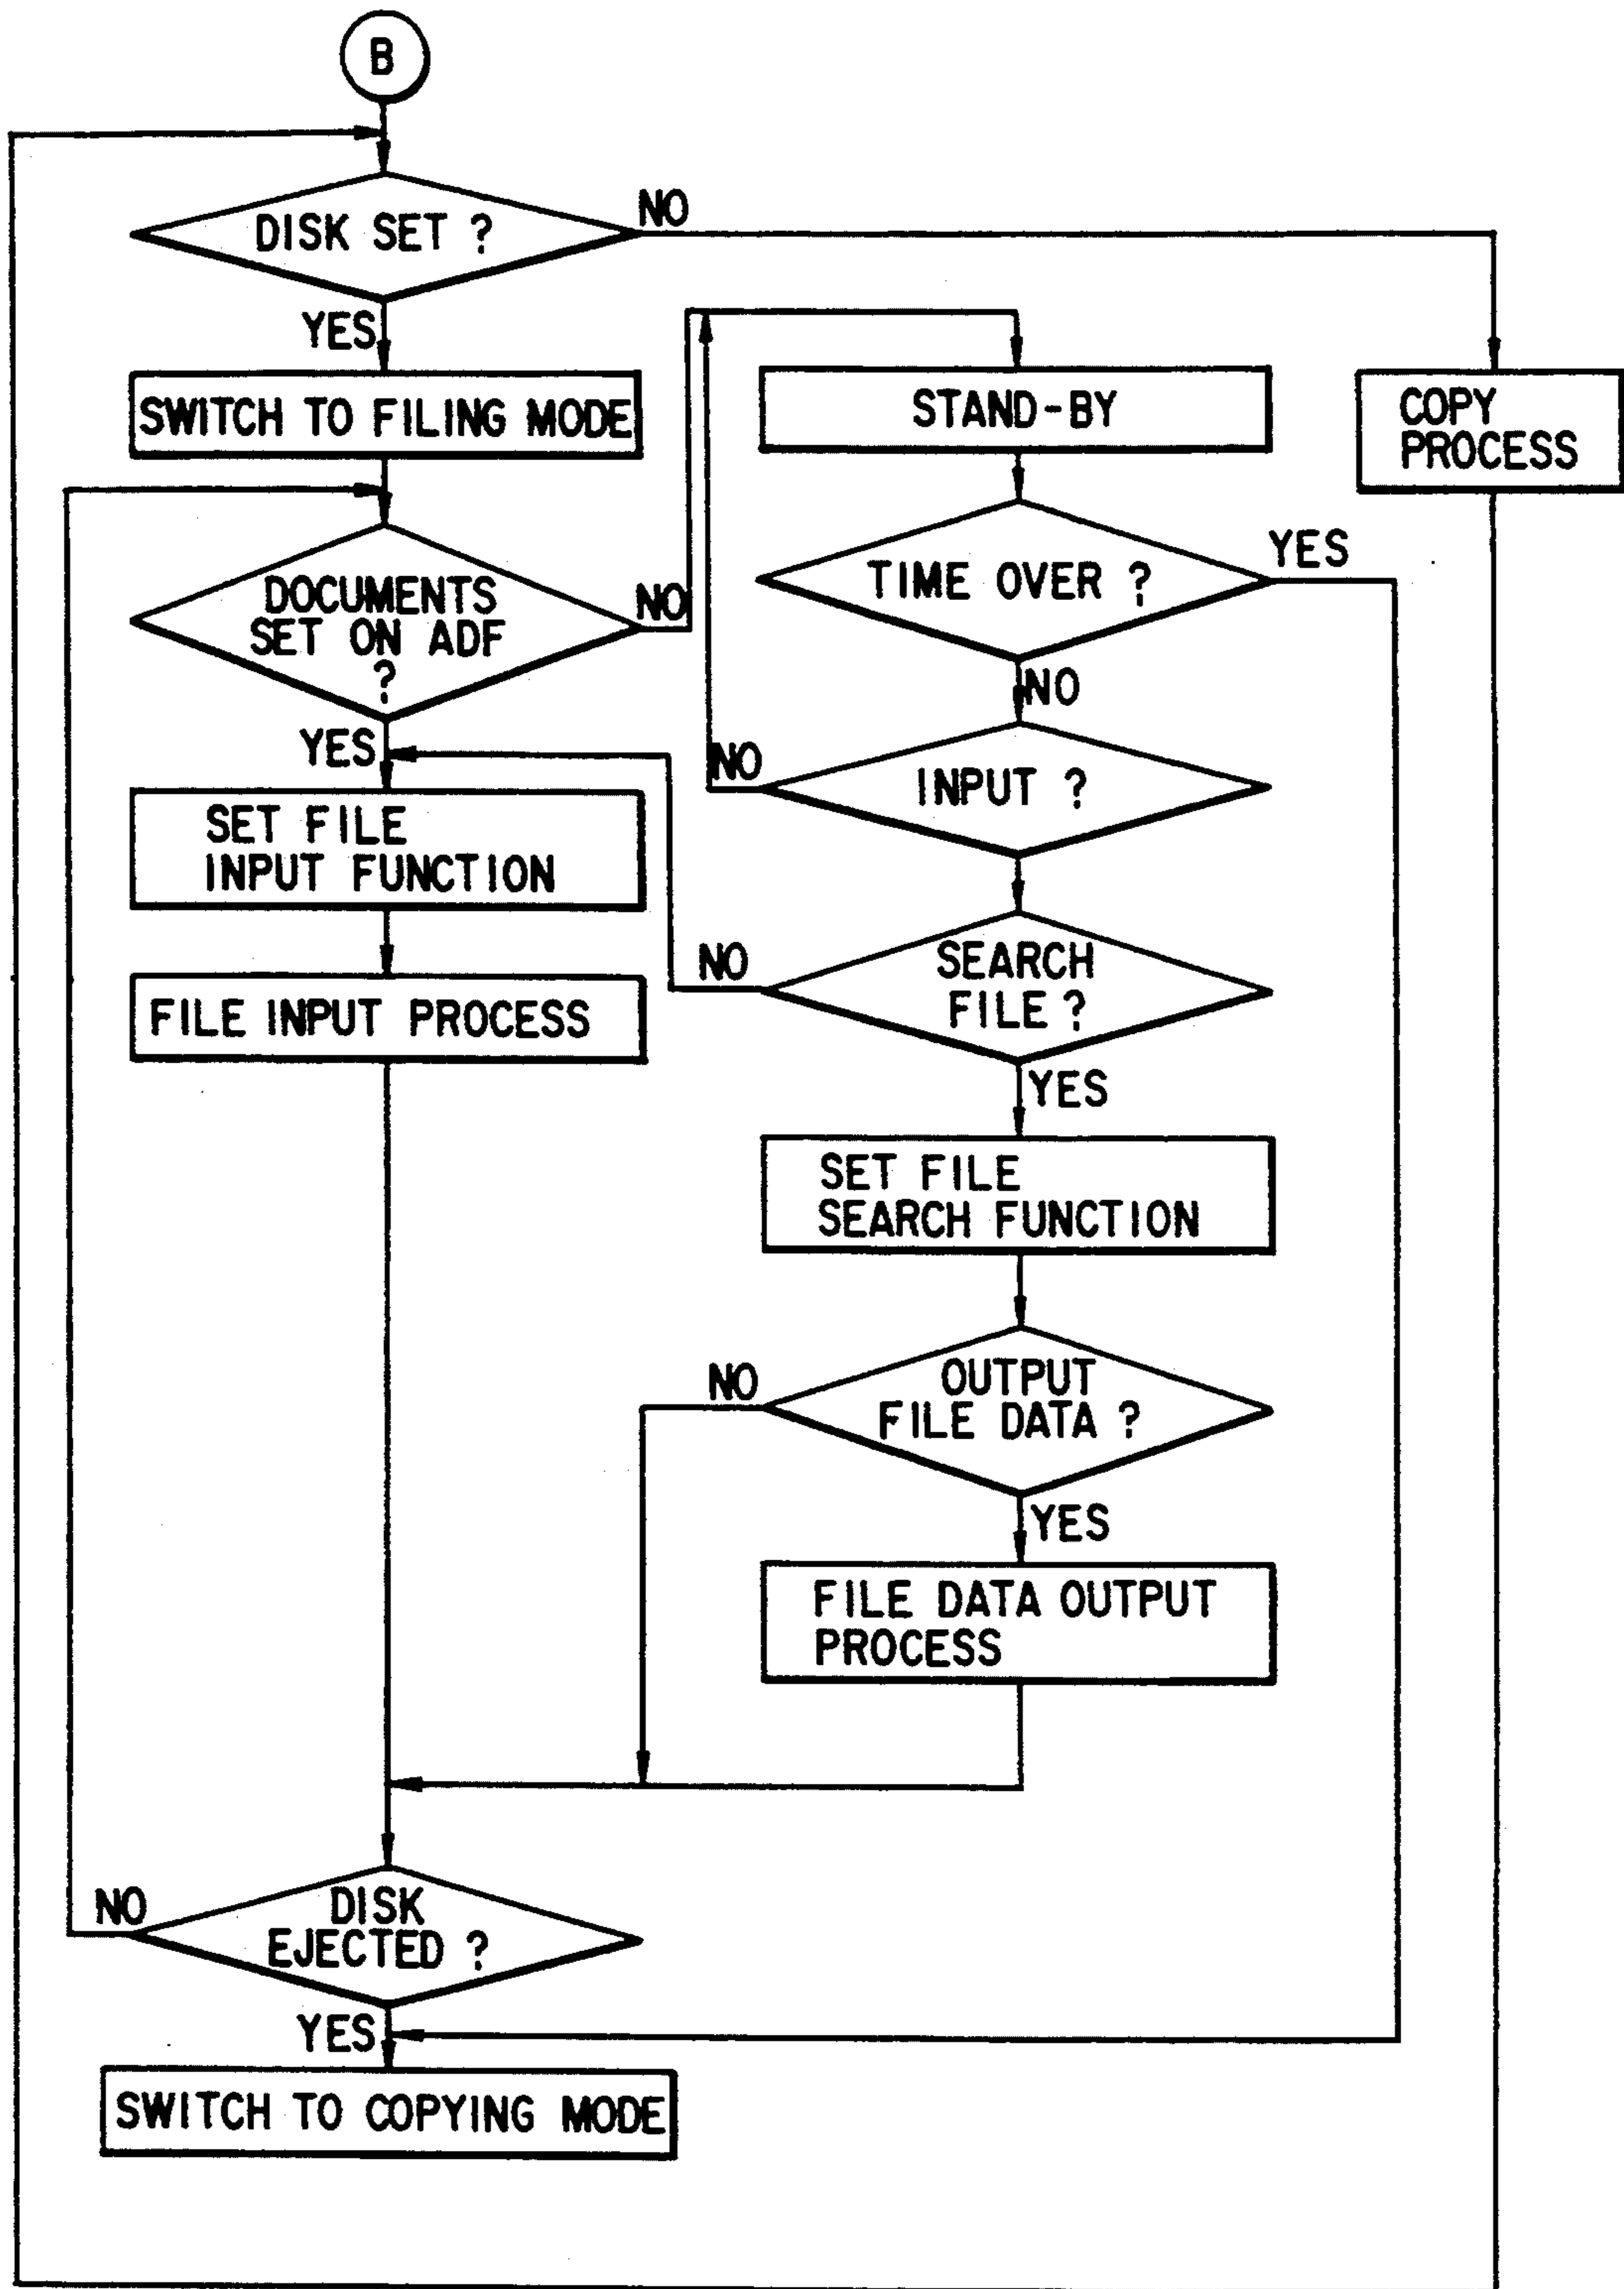 B
DISK SET ?
NO
YES
SWITCH TO FILING MODE
STAND-BY
COPY
PROCESS
DOCUMENTS
SET ON ADF
?
NO
TIME OVER ?
YES
NO
YES
INPUT ?
NO
SET FILE
INPUT FUNCTION
SEARCH
FILE ?
NO
YES
FILE INPUT PROCESS
SET FILE
SEARCH FUNCTION
OUTPUT
FILE DATA ?
NO
YES
FILE DATA OUTPUT
PROCESS
DISK
EJECTED ?
NO
YES
SWITCH TO COPYING MODE